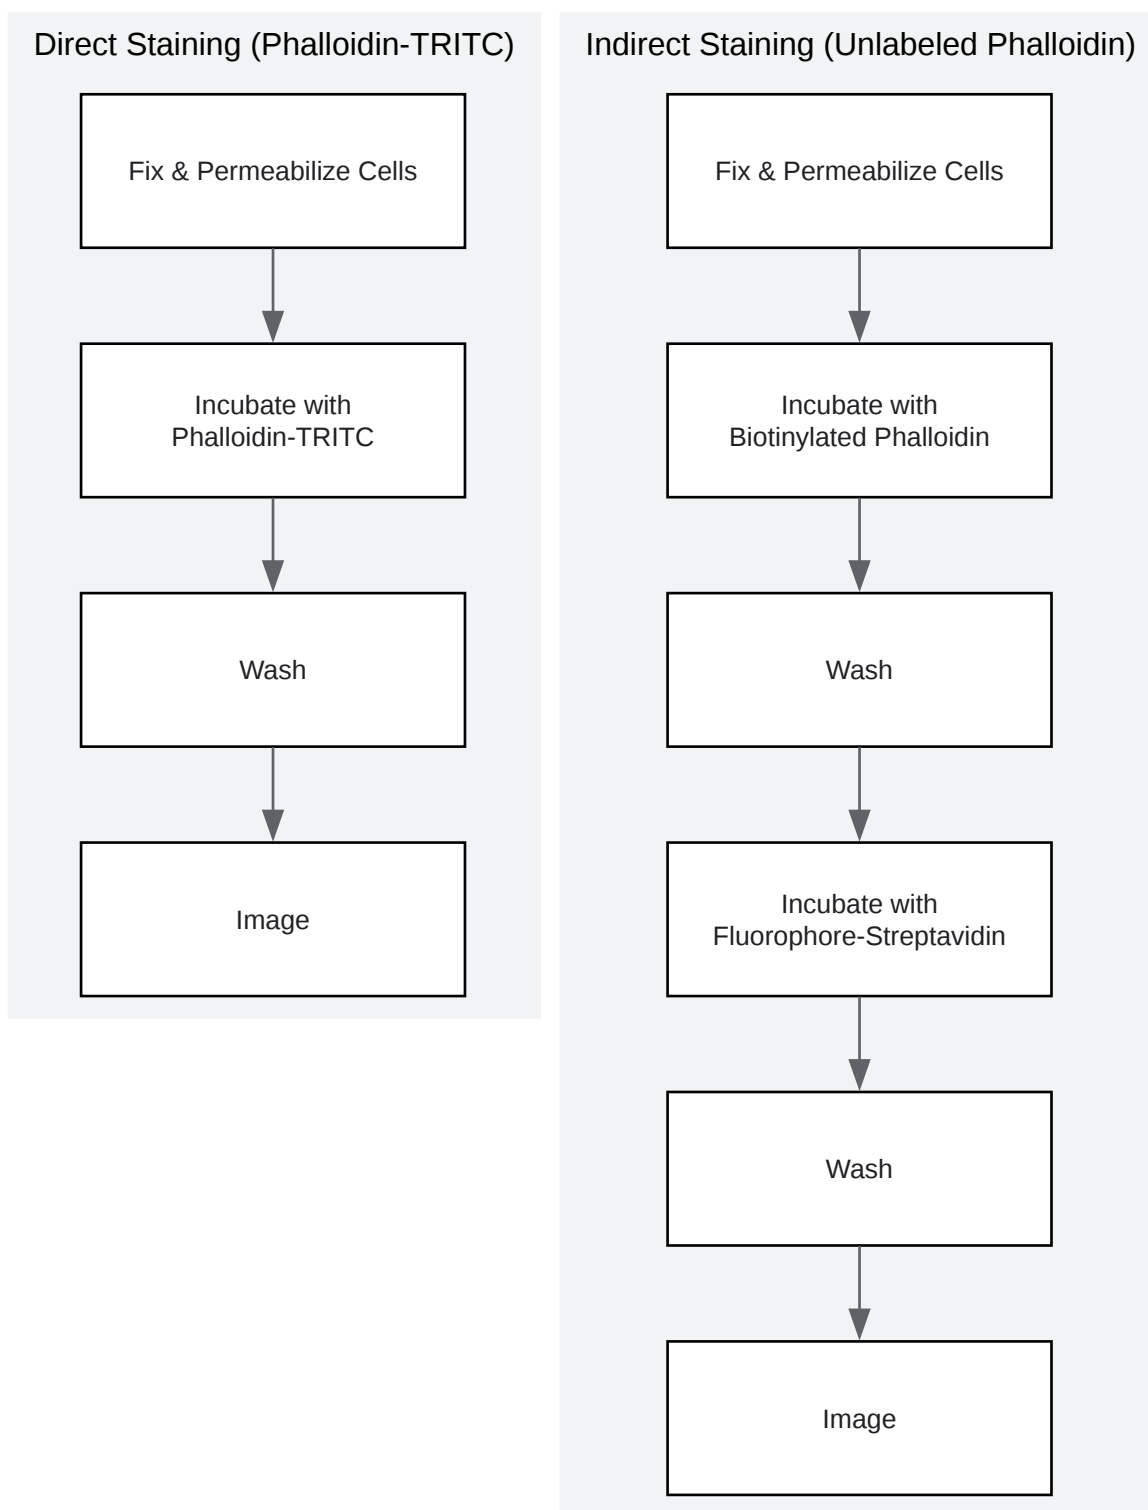 Direct Staining (Phalloidin-TRITC)
Fix & Permeabilize Cells
Incubate with
Phalloidin-TRITC
Wash
Image
Indirect Staining (Unlabeled Phalloidin)
Fix & Permeabilize Cells
Incubate with
Biotinylated Phalloidin
Wash
Incubate with
Fluorophore-Streptavidin
Wash
Image